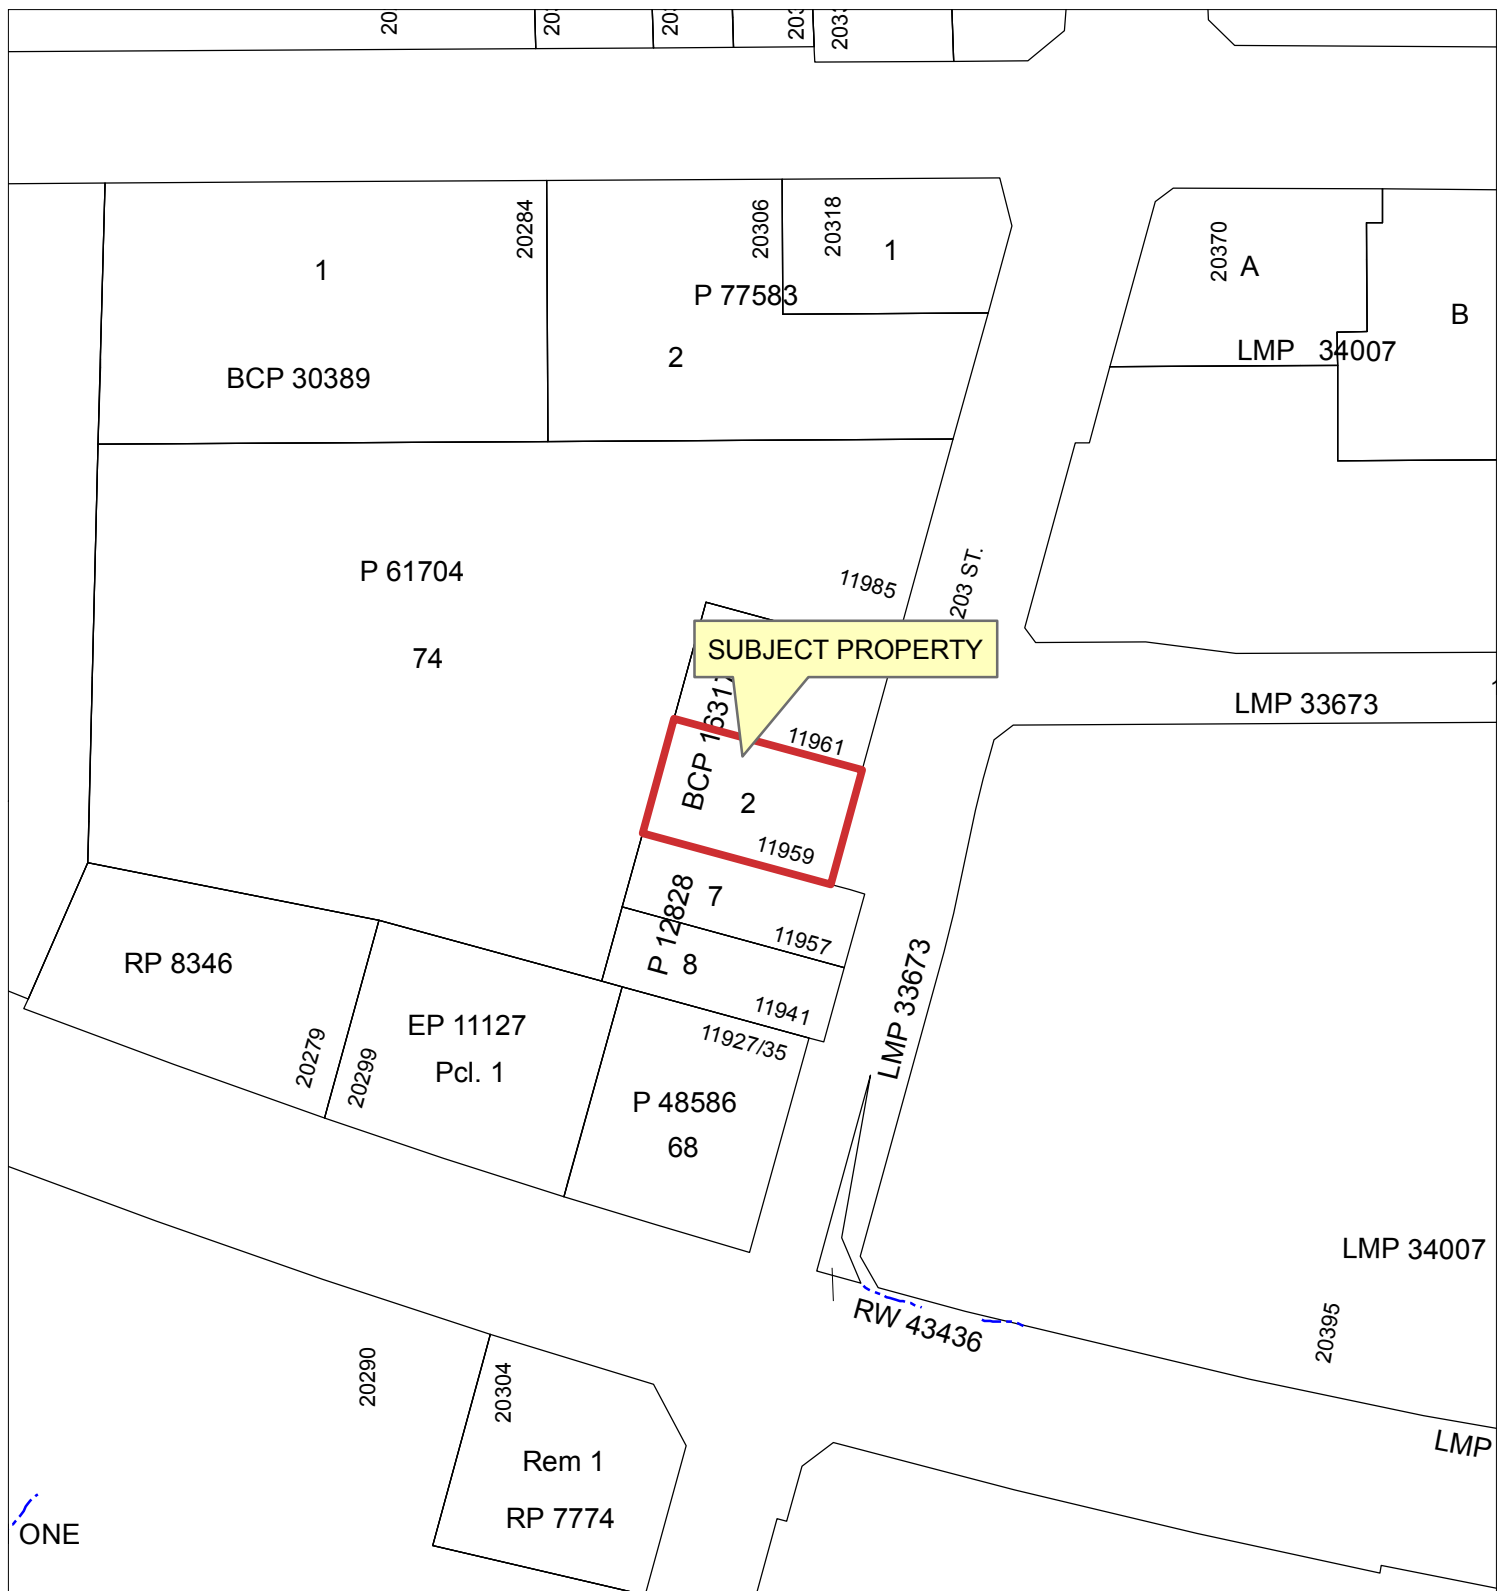 20284
20306
20318
1
1
20370
A
P 77583
B
2
LMP 34007
BCP 30389
P 61704
11985
203 ST.
74
SUBJECT PROPERTY
LMP 33673
11961
BCP
2
11959
7
P 12828
11957
8
RP 8346
LMP 33673
11941
EP 11127
11927/35
20279
20299
Pcl. 1
P 48586
68
LMP 34007
RW 43436
20395
20290
20304
LMP
Rem 1
RP 7774
ONE